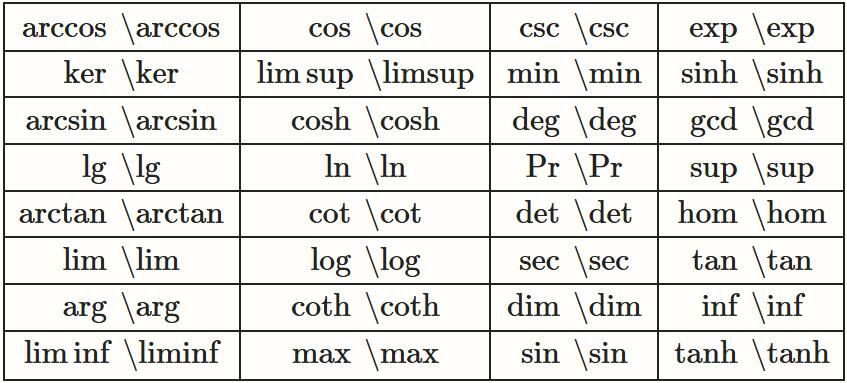 arccos \arccos cos \cos csc \csc exp \exp
ker \ker lim sup \limsup min \min sinh \sinh
arcsin \arcsin cosh \cosh deg \deg gcd \gcd
lg \lg ln \ln Pr \Pr sup \sup
arctan \arctan cot \cot det \det hom \hom
lim \lim log \log sec \sec tan \tan
arg \arg coth \coth dim \dim inf \inf
lim inf \liminf max \max sin \sin tanh \tanh